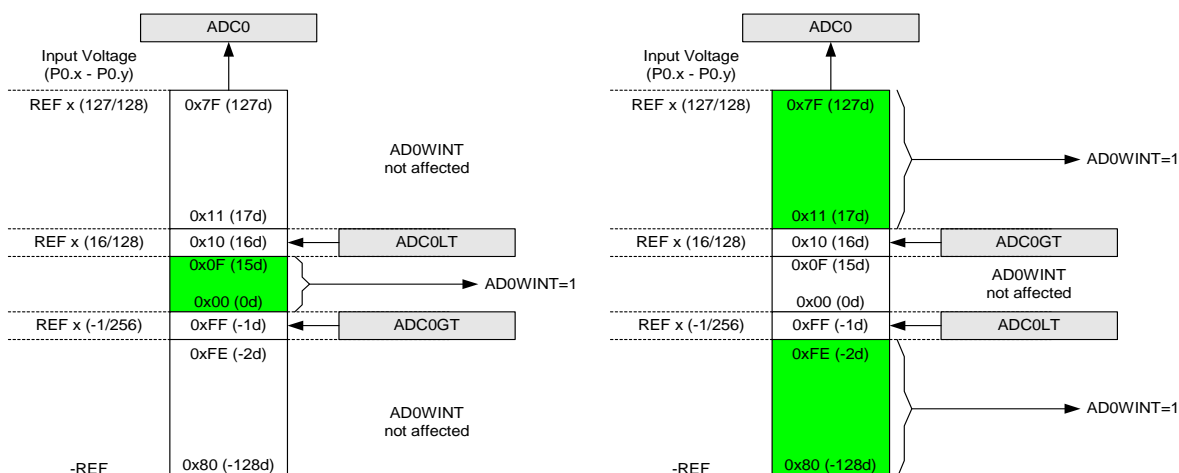 ADC0
Input Voltage
(P0.x - P0.y)
REF x (127/128)
0x7F (127d)
AD0WINT
not affected
0x11 (17d)
REF x (16/128)
0x10 (16d)
ADC0LT
0x0F (15d)
AD0WINT=1
0x00 (0d)
REF x (-1/256)
0xFF (-1d)
ADC0GT
0xFE (-2d)
AD0WINT
not affected
-REF
0x80 (-128d)
ADC0
Input Voltage
(P0.x - P0.y)
REF x (127/128)
0x7F (127d)
AD0WINT=1
0x11 (17d)
REF x (16/128)
0x10 (16d)
ADC0GT
0x0F (15d)
AD0WINT
not affected
0x00 (0d)
REF x (-1/256)
0xFF (-1d)
ADC0LT
0xFE (-2d)
AD0WINT=1
-REF
0x80 (-128d)